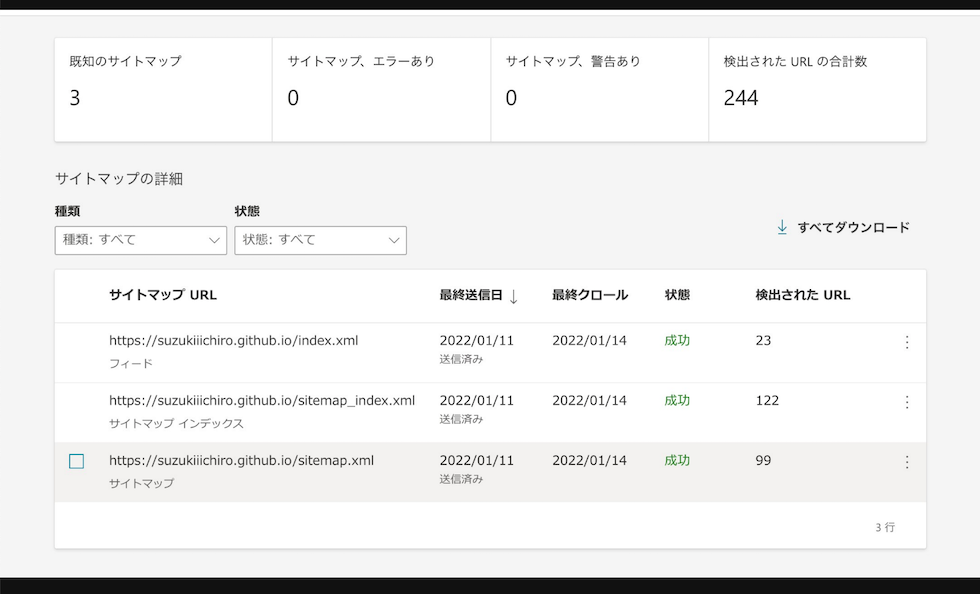 既知のサイトマップ
3
サイトマップ、エラーあり
0
サイトマップ、警告あり
0
検出された URL の合計数
244
サイトマップの詳細
種類
種類: すべて
状態
状態: すべて
すべてダウンロード
サイトマップ URL 最終送信日 最終クロール 状態 検出された URL
https://suzukiiichiro.github.io/index.xml 2022/01/11 2022/01/14 成功 23
フィード 送信済み
https://suzukiiichiro.github.io/sitemap_index.xml 2022/01/11 2022/01/14 成功 122
サイトマップ インデックス 送信済み
https://suzukiiichiro.github.io/sitemap.xml 2022/01/11 2022/01/14 成功 99
サイトマップ 送信済み
3 行